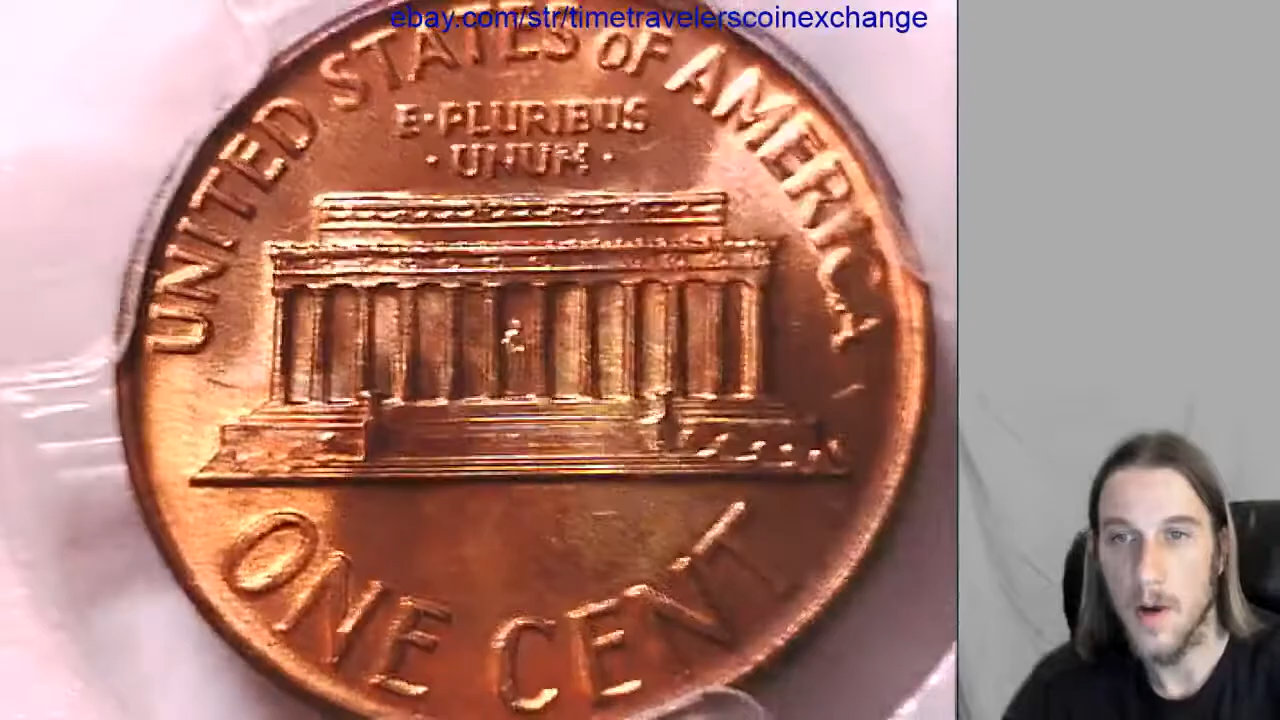 ebay.com/str/timetravelerscoinexchange
UNITED STATES OF AMERICA
E·PLURIBUS
·UNUM·
ONE CENT